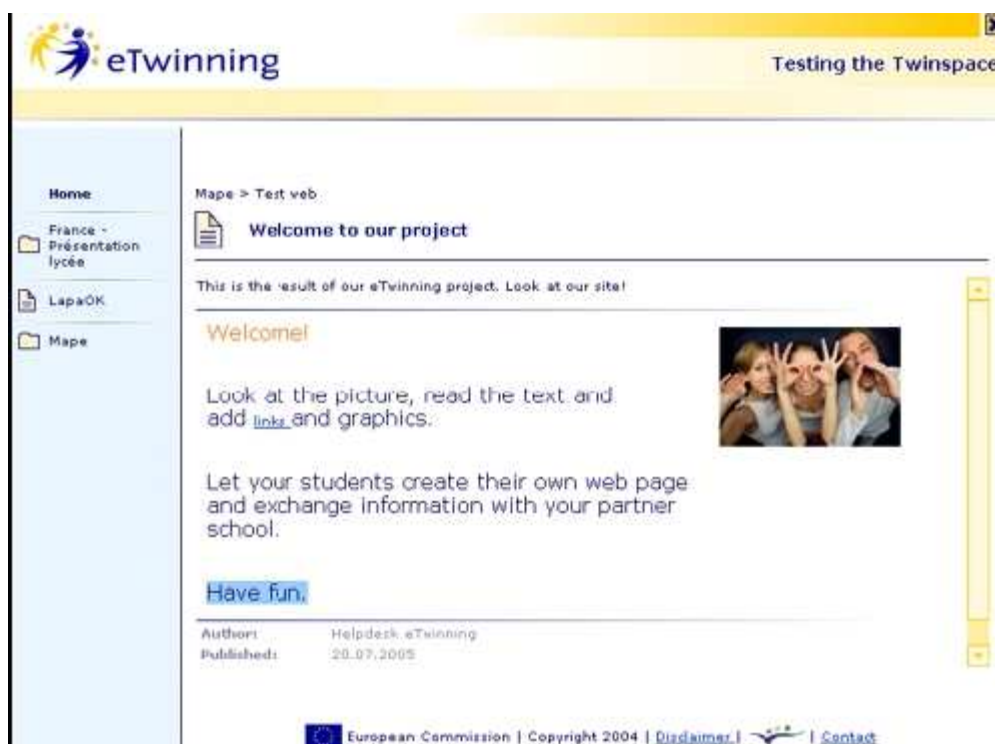 eTwinning
Testing the Twinspace
Home
France -
Présentation
lycée
LapaOK
Mape
Mape > Test web
Welcome to our project
This is the result of our eTwinning project. Look at our site!
Welcome!
Look at the picture, read the text and
add links and graphics.
Let your students create their own web page
and exchange information with your partner
school.
Have fun.
Author: Helpdesk eTwinning
Published: 20.07.2005
European Commission | Copyright 2004 | Disclaimer | | Contact